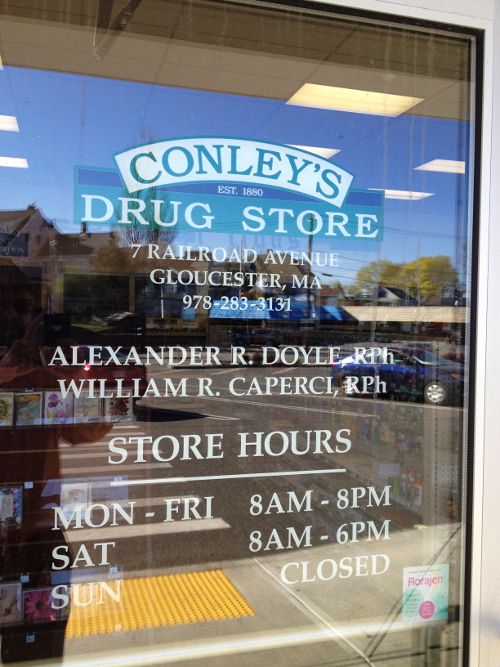 CONLEY'S
EST. 1880
DRUG STORE
7 RAILROAD AVENUE
GLOUCESTER, MA
978-283-3131
ALEXANDER R. DOYLE, RPh
WILLIAM R. CAPERCI, RPh
STORE HOURS
MON - FRI 8AM - 8PM
SAT 8AM - 6PM
SUN CLOSED
Florajen